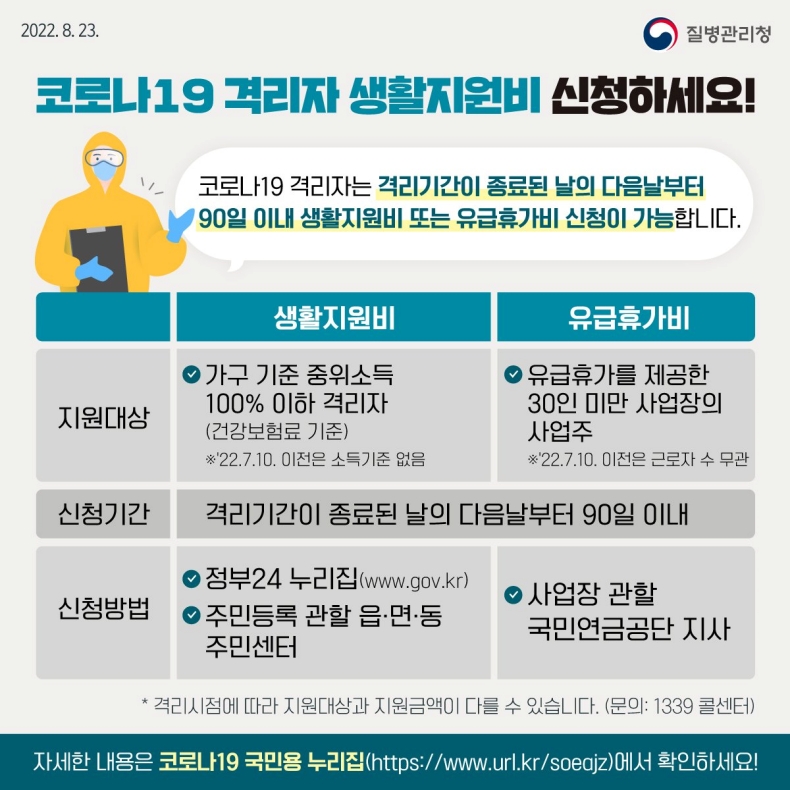 2022. 8. 23.
질병관리청
코로나19 격리자 생활지원비 신청하세요!
코로나19 격리자는 격리기간이 종료된 날의 다음날부터
90일 이내 생활지원비 또는 유급휴가비 신청이 가능합니다.
생활지원비 유급휴가비
지원대상
가구 기준 중위소득
100% 이하 격리자
(건강보험료 기준)
※'22.7.10. 이전은 소득기준 없음
유급휴가를 제공한
30인 미만 사업장의
사업주
※'22.7.10. 이전은 근로자 수 무관
신청기간
격리기간이 종료된 날의 다음날부터 90일 이내
신청방법
정부24 누리집(www.gov.kr)
주민등록 관할 읍·면·동
주민센터
사업장 관할
국민연금공단 지사
* 격리시점에 따라 지원대상과 지원금액이 다를 수 있습니다. (문의: 1339 콜센터)
자세한 내용은 코로나19 국민용 누리집(https://www.url.kr/soeajz)에서 확인하세요!